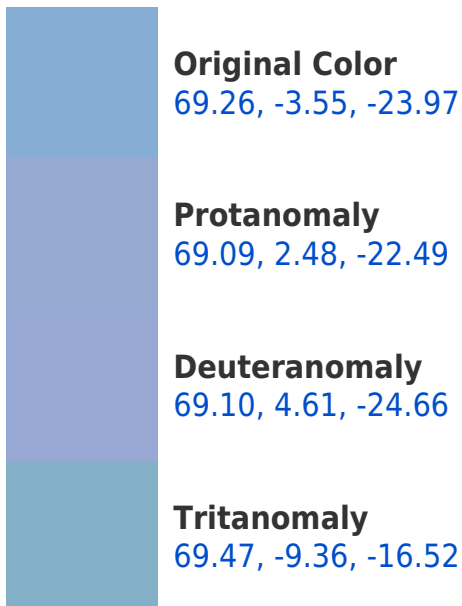 Original Color
69.26, -3.55, -23.97
Protanomaly
69.09, 2.48, -22.49
Deuteranomaly
69.10, 4.61, -24.66
Tritanomaly
69.47, -9.36, -16.52